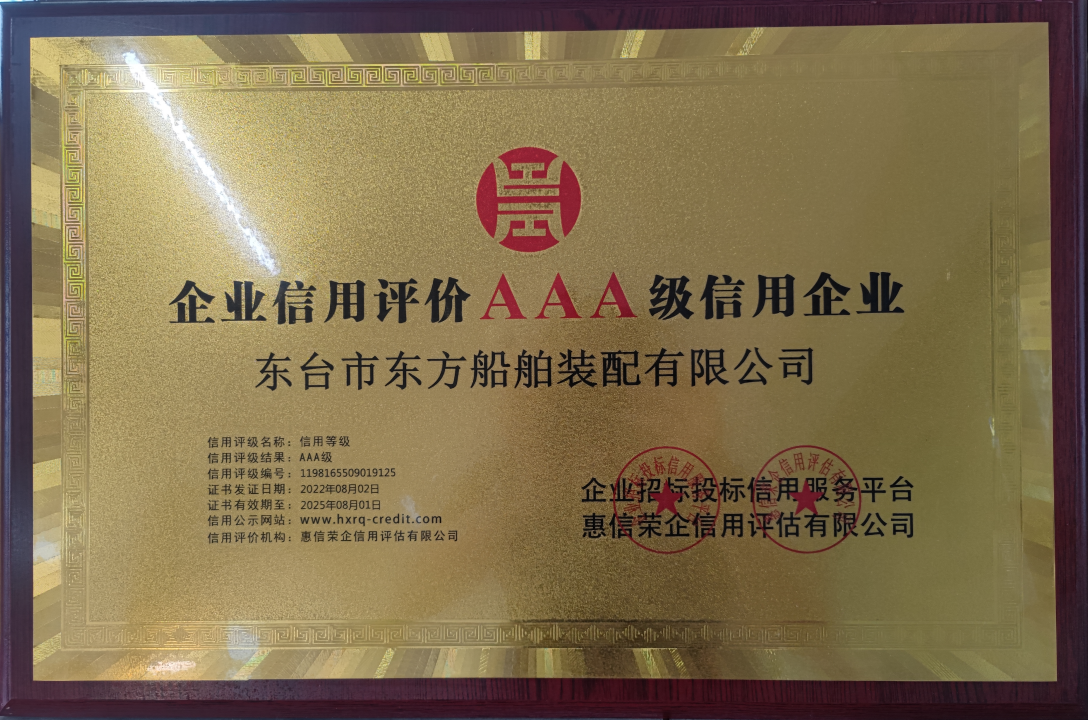 企业信用评价AAA级信用企业
东台市东方船舶装配有限公司
信用评级名称：信用等级
信用评级结果：AAA级
信用评级编号：1198165509019125
证书发证日期：2022年08月02日
证书有效期至：2025年08月01日
信用公示网站：www.hxrq-credit.com
信用评价机构：惠信荣企信用评估有限公司
企业招标投标信用服务平台
惠信荣企信用评估有限公司